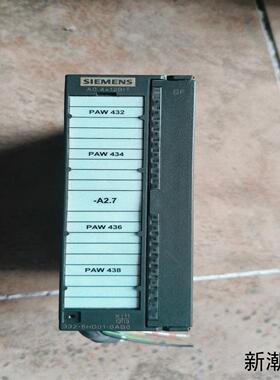 SIEMENS
AO 4x12BIT
SF
PAW 432
PAW 434
-A2.7
PAW 436
PAW 438
332-5HD01-0AB0
新潮